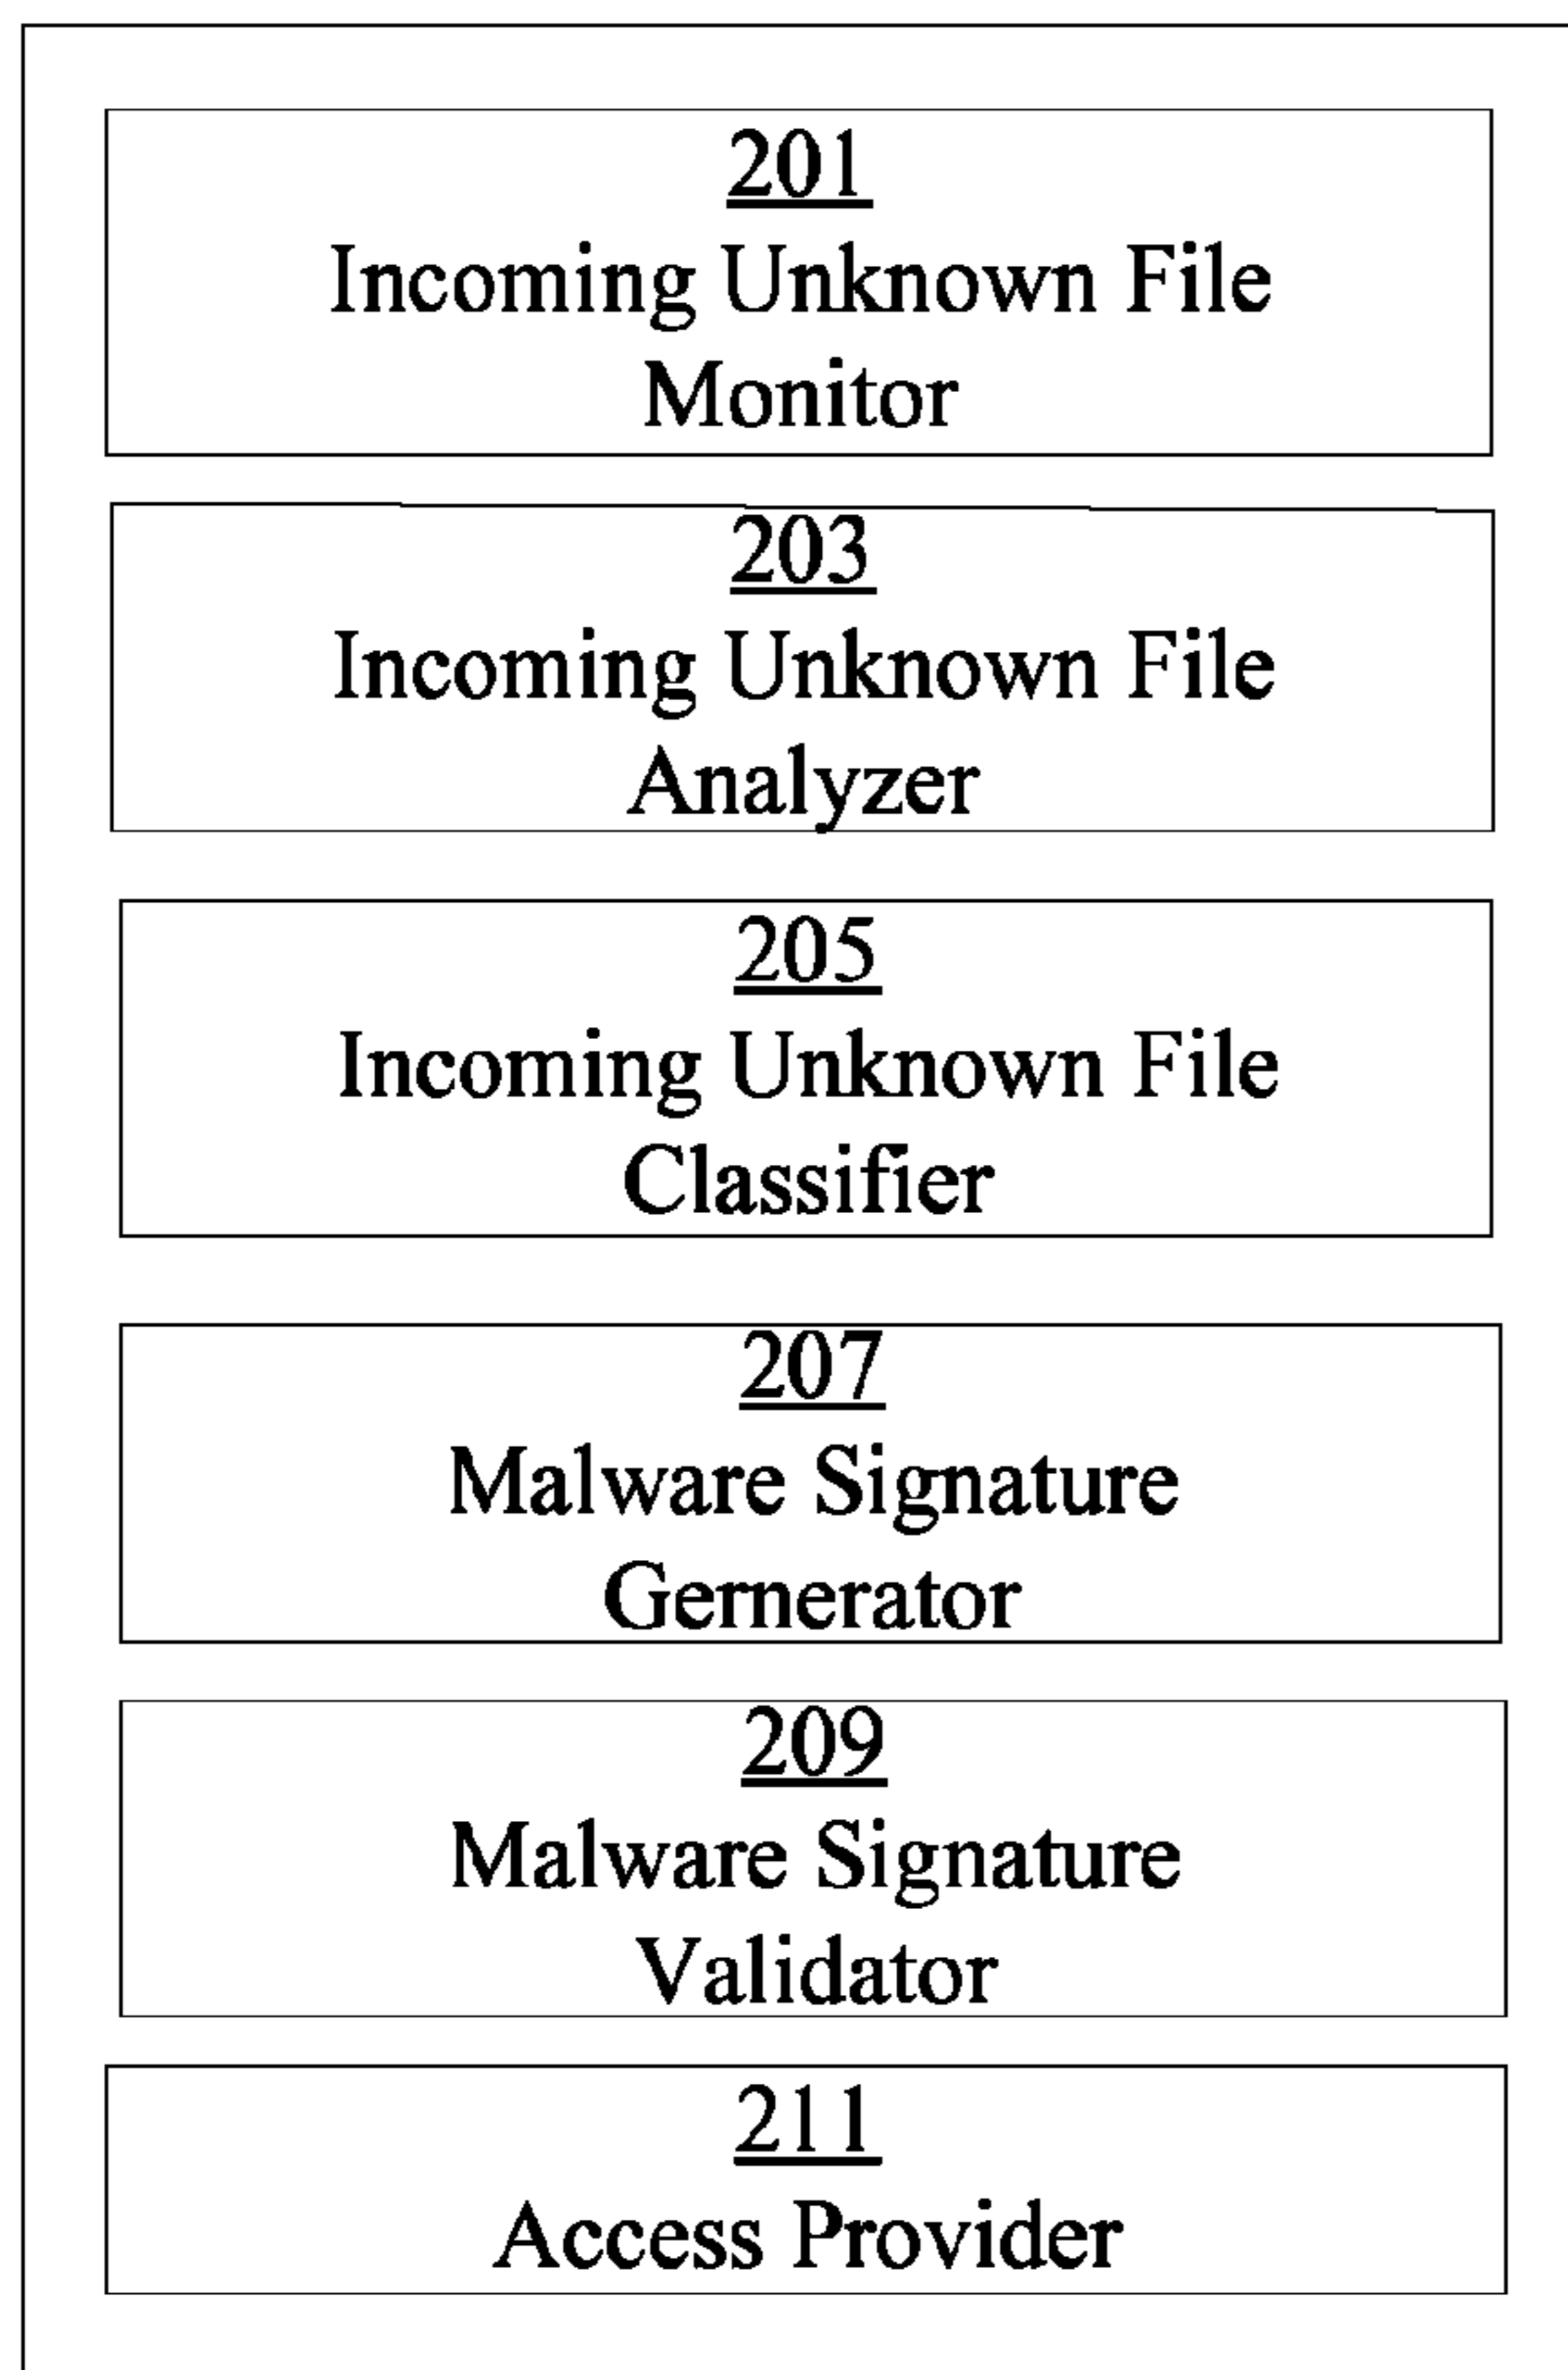 201
Incoming Unknown File
Monitor
203
Incoming Unknown File
Analyzer
205
Incoming Unknown File
Classifier
207
Malware Signature
Gernerator
209
Malware Signature
Validator
211
Access Provider